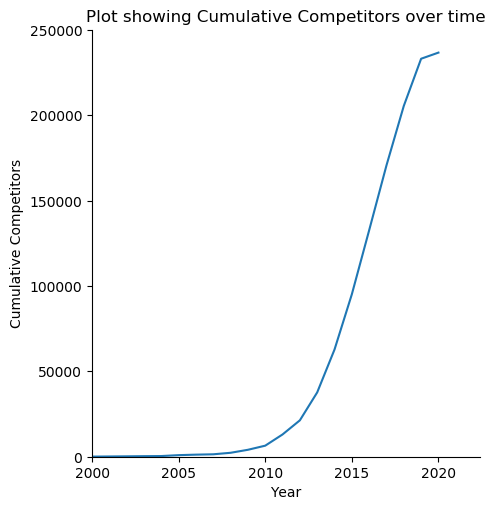 Plot showing Cumulative Competitors over time
250000
200000
150000
100000
50000
0
Cumulative Competitors
2000 2005 2010 2015 2020
Year